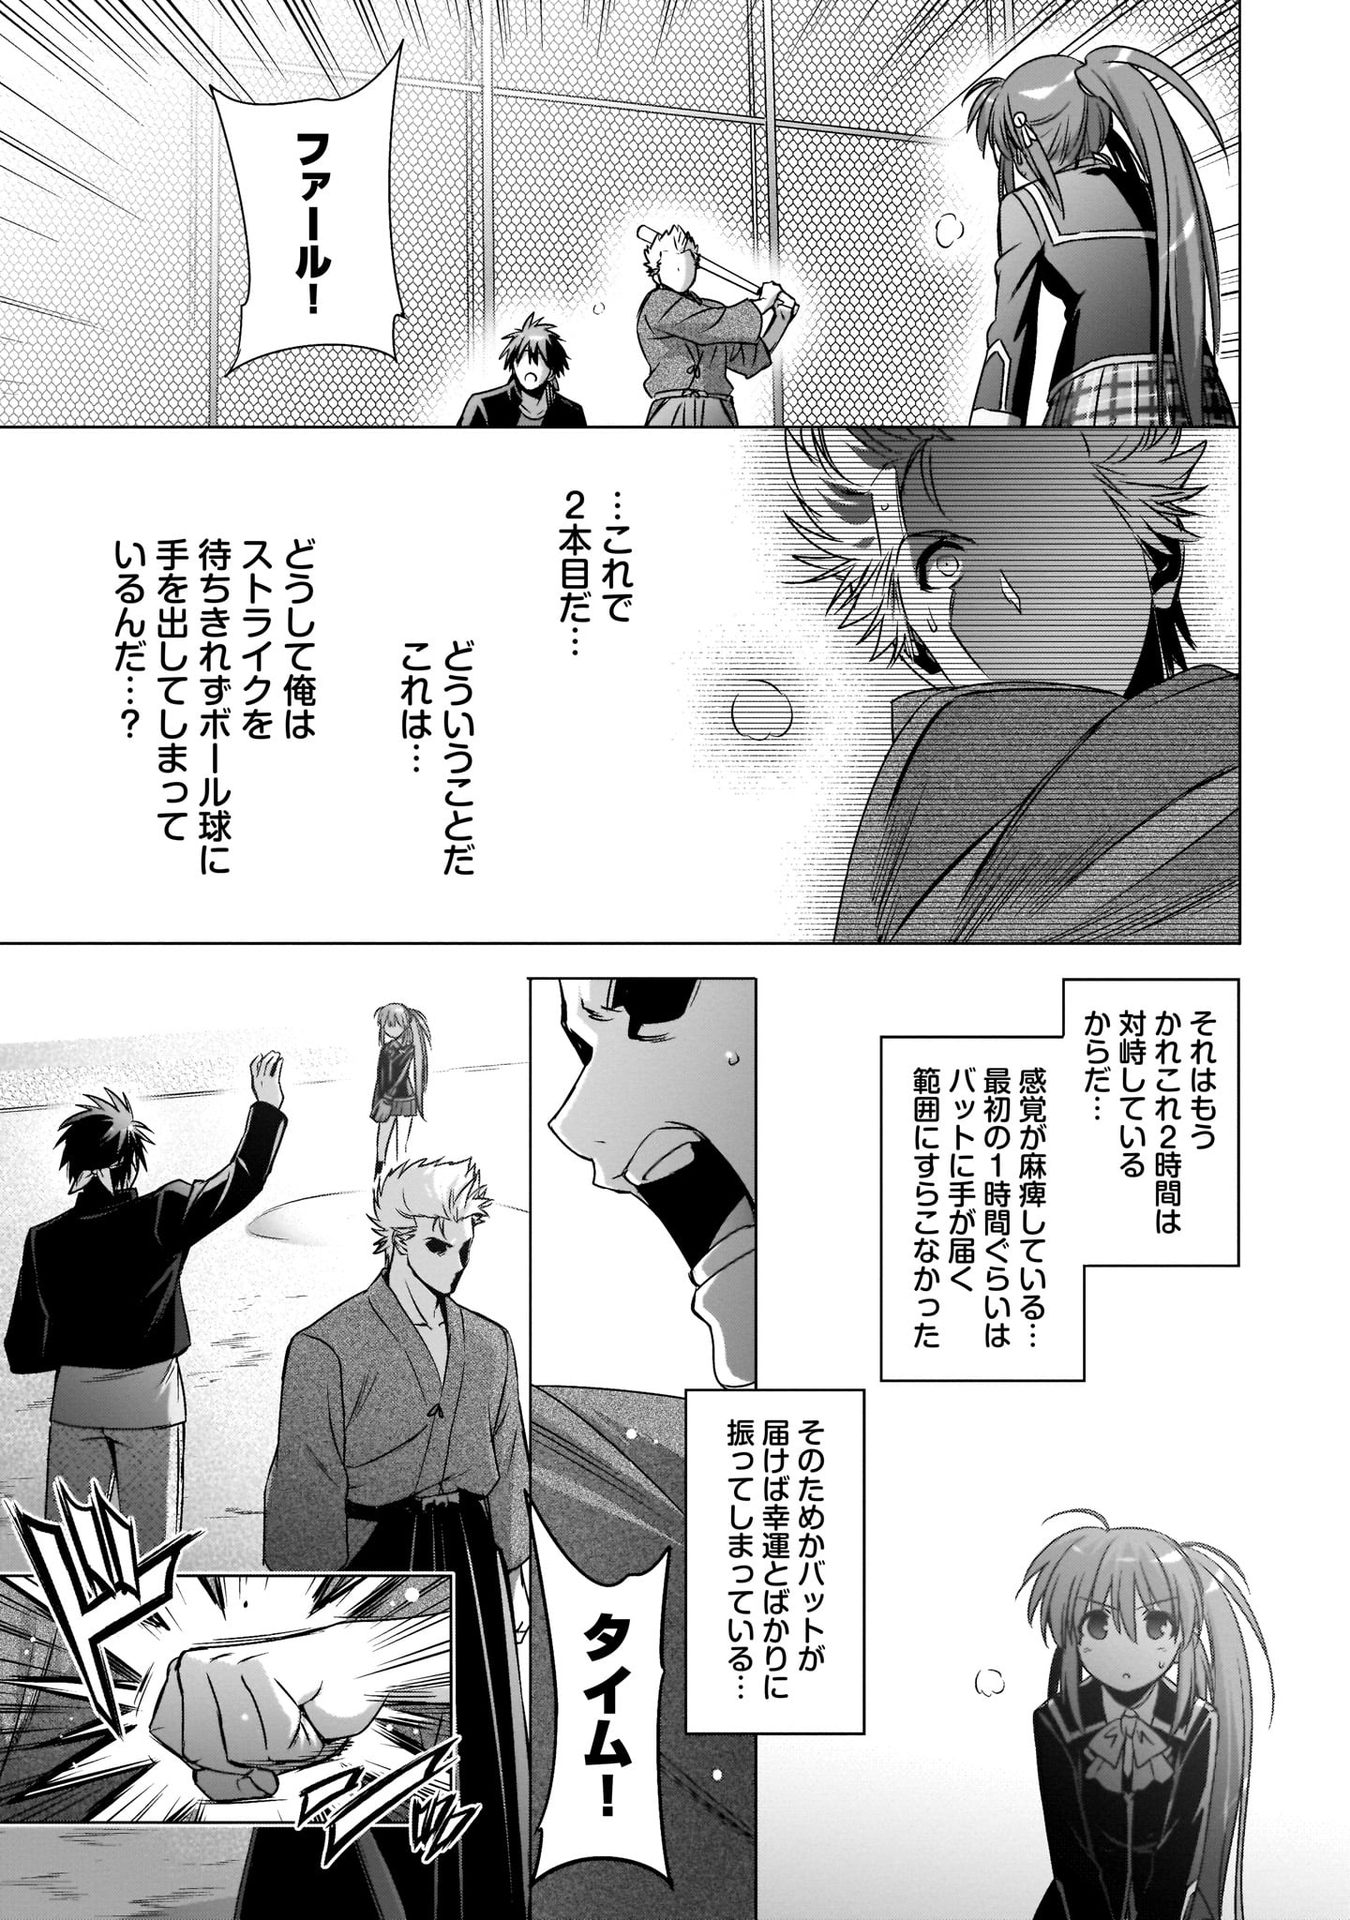 ファール！
…これで
2本目だ…
どういうことだ
これは…
どうして俺は
ストライクを
待ちきれずボール球に
手を出してしまって
いるんだ…？
それはもう
かれこれ2時間は
対峙している
からだ…
感覚が麻痺している…
最初の1時間ぐらいは
バットに手が届く
範囲にすらこなかった
そのためかバットが
届けば幸運とばかりに
振ってしまっている…
タイム！